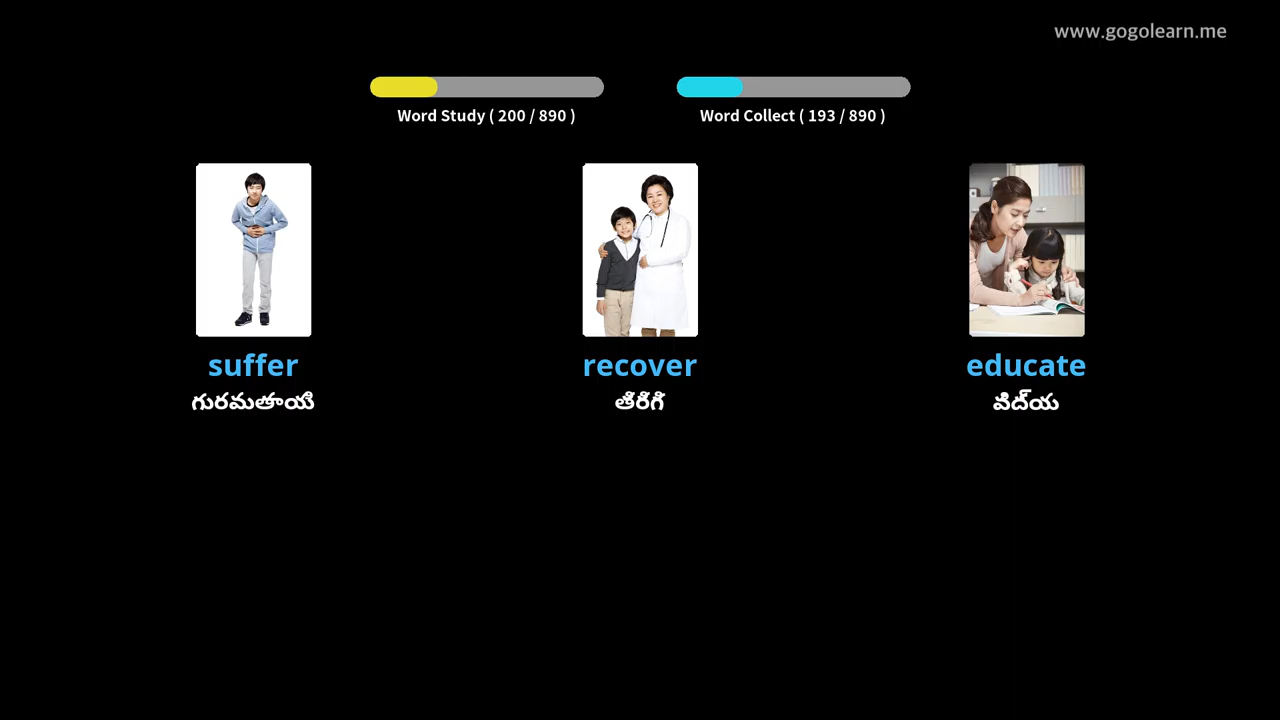 www.gogolearn.me
Word Study ( 200 / 890 )
Word Collect ( 193 / 890 )
suffer
recover
educate
గురమతాయి
తిరిగి
విద్‌య